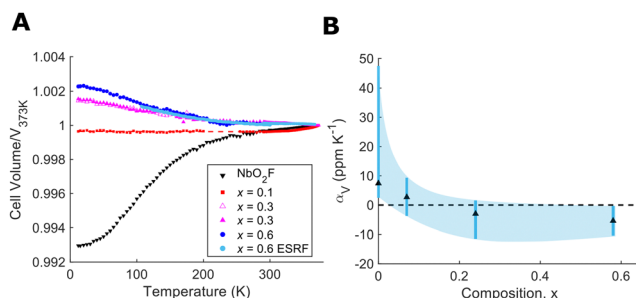 A
Cell Volume/V373K
1.004
1.002
1
0.998
0.996
0.994
0.992
0
100
200
300
Temperature (K)
NbO2F
x = 0.1
x = 0.3
x = 0.3
x = 0.6
x = 0.6 ESRF
B
αV (ppm K-1)
50
40
30
20
10
0
-10
-20
0
0.2
0.4
0.6
Composition, x